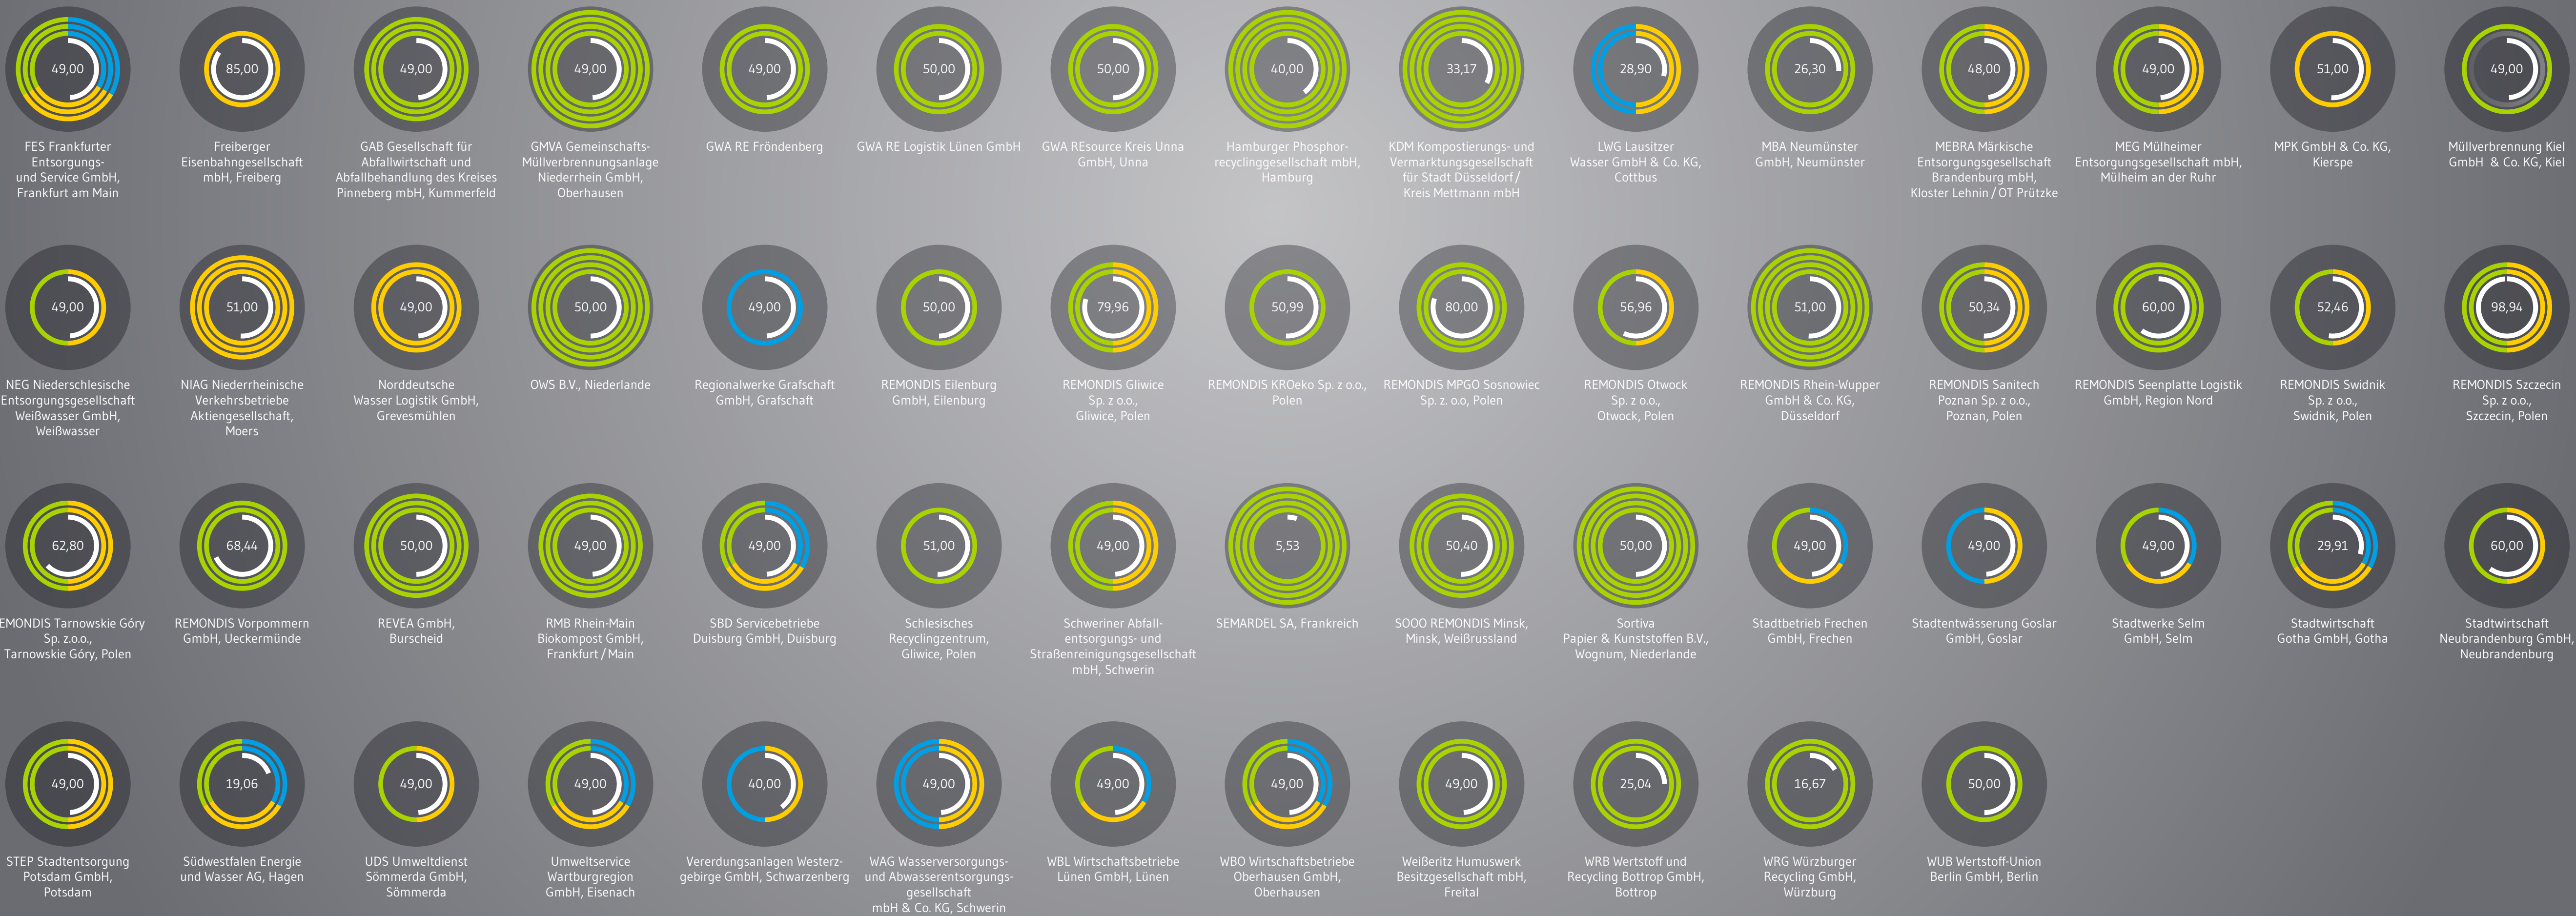 49,00
FES Frankfurter
Entsorgungs-
und Service GmbH,
Frankfurt am Main
85,00
Freiberger
Eisenbahngesellschaft
mbH, Freiberg
49,00
GAB Gesellschaft für
Abfallwirtschaft und
Abfallbehandlung des Kreises
Pinneberg mbH, Kummerfeld
49,00
GMVA Gemeinschafts-
Müllverbrennungsanlage
Niederrhein GmbH,
Oberhausen
49,00
GWA RE Fröndenberg
50,00
GWA RE Logistik Lünen GmbH
50,00
GWA REsource Kreis Unna
GmbH, Unna
40,00
Hamburger Phosphor-
recyclinggesellschaft mbH,
Hamburg
33,17
KDM Kompostierungs- und
Vermarktungsgesellschaft
für Stadt Düsseldorf /
Kreis Mettmann mbH
28,90
LWG Lausitzer
Wasser GmbH & Co. KG,
Cottbus
26,30
MBA Neumünster
GmbH, Neumünster
48,00
MEBRA Märkische
Entsorgungsgesellschaft
Brandenburg mbH,
Kloster Lehnin / OT Prützke
49,00
MEG Mülheimer
Entsorgungsgesellschaft mbH,
Mülheim an der Ruhr
51,00
MPK GmbH & Co. KG,
Kierspe
49,00
Müllverbrennung Kiel
GmbH & Co. KG, Kiel
49,00
NEG Niederschlesische
Entsorgungsgesellschaft
Weißwasser GmbH,
Weißwasser
51,00
NIAG Niederrheinische
Verkehrsbetriebe
Aktiengesellschaft,
Moers
49,00
Norddeutsche
Wasser Logistik GmbH,
Grevesmühlen
50,00
OWS B.V., Niederlande
49,00
Regionalwerke Grafschaft
GmbH, Grafschaft
50,00
REMONDIS Eilenburg
GmbH, Eilenburg
79,96
REMONDIS Gliwice
Sp. z o.o.,
Gliwice, Polen
50,99
REMONDIS KROeko Sp. z o.o.,
Polen
80,00
REMONDIS MPGO Sosnowiec
Sp. z. o.o, Polen
56,96
REMONDIS Otwock
Sp. z o.o.,
Otwock, Polen
51,00
REMONDIS Rhein-Wupper
GmbH & Co. KG,
Düsseldorf
50,34
REMONDIS Sanitech
Poznan Sp. z o.o.,
Poznan, Polen
60,00
REMONDIS Seenplatte Logistik
GmbH, Region Nord
52,46
REMONDIS Swidnik
Sp. z o.o.,
Swidnik, Polen
98,94
REMONDIS Szczecin
Sp. z o.o.,
Szczecin, Polen
62,80
EMONDIS Tarnowskie Góry
Sp. z.o.o.,
Tarnowskie Góry, Polen
68,44
REMONDIS Vorpommern
GmbH, Ueckermünde
50,00
REVEA GmbH,
Burscheid
49,00
RMB Rhein-Main
Biokompost GmbH,
Frankfurt / Main
49,00
SBD Servicebetriebe
Duisburg GmbH, Duisburg
51,00
Schlesisches
Recyclingzentrum,
Gliwice, Polen
49,00
Schweriner Abfall-
entsorgungs- und
Straßenreinigungsgesellschaft
mbH, Schwerin
5,53
SEMARDEL SA, Frankreich
50,40
SOOO REMONDIS Minsk,
Minsk, Weißrussland
50,00
Sortiva
Papier & Kunststoffen B.V.,
Wognum, Niederlande
49,00
Stadtbetrieb Frechen
GmbH, Frechen
49,00
Stadtentwässerung Goslar
GmbH, Goslar
49,00
Stadtwerke Selm
GmbH, Selm
29,91
Stadtwirtschaft
Gotha GmbH, Gotha
60,00
Stadtwirtschaft
Neubrandenburg GmbH,
Neubrandenburg
49,00
STEP Stadtentsorgung
Potsdam GmbH,
Potsdam
19,06
Südwestfalen Energie
und Wasser AG, Hagen
49,00
UDS Umweltdienst
Sömmerda GmbH,
Sömmerda
49,00
Umweltservice
Wartburgregion
GmbH, Eisenach
40,00
Vererdungsanlagen Westerz-
gebirge GmbH, Schwarzenberg
49,00
WAG Wasserversorgungs-
und Abwasserentsorgungs-
gesellschaft
mbH & Co. KG, Schwerin
49,00
WBL Wirtschaftsbetriebe
Lünen GmbH, Lünen
49,00
WBO Wirtschaftsbetriebe
Oberhausen GmbH,
Oberhausen
49,00
Weißeritz Humuswerk
Besitzgesellschaft mbH,
Freital
25,04
WRB Wertstoff und
Recycling Bottrop GmbH,
Bottrop
16,67
WRG Würzburger
Recycling GmbH,
Würzburg
50,00
WUB Wertstoff-Union
Berlin GmbH, Berlin